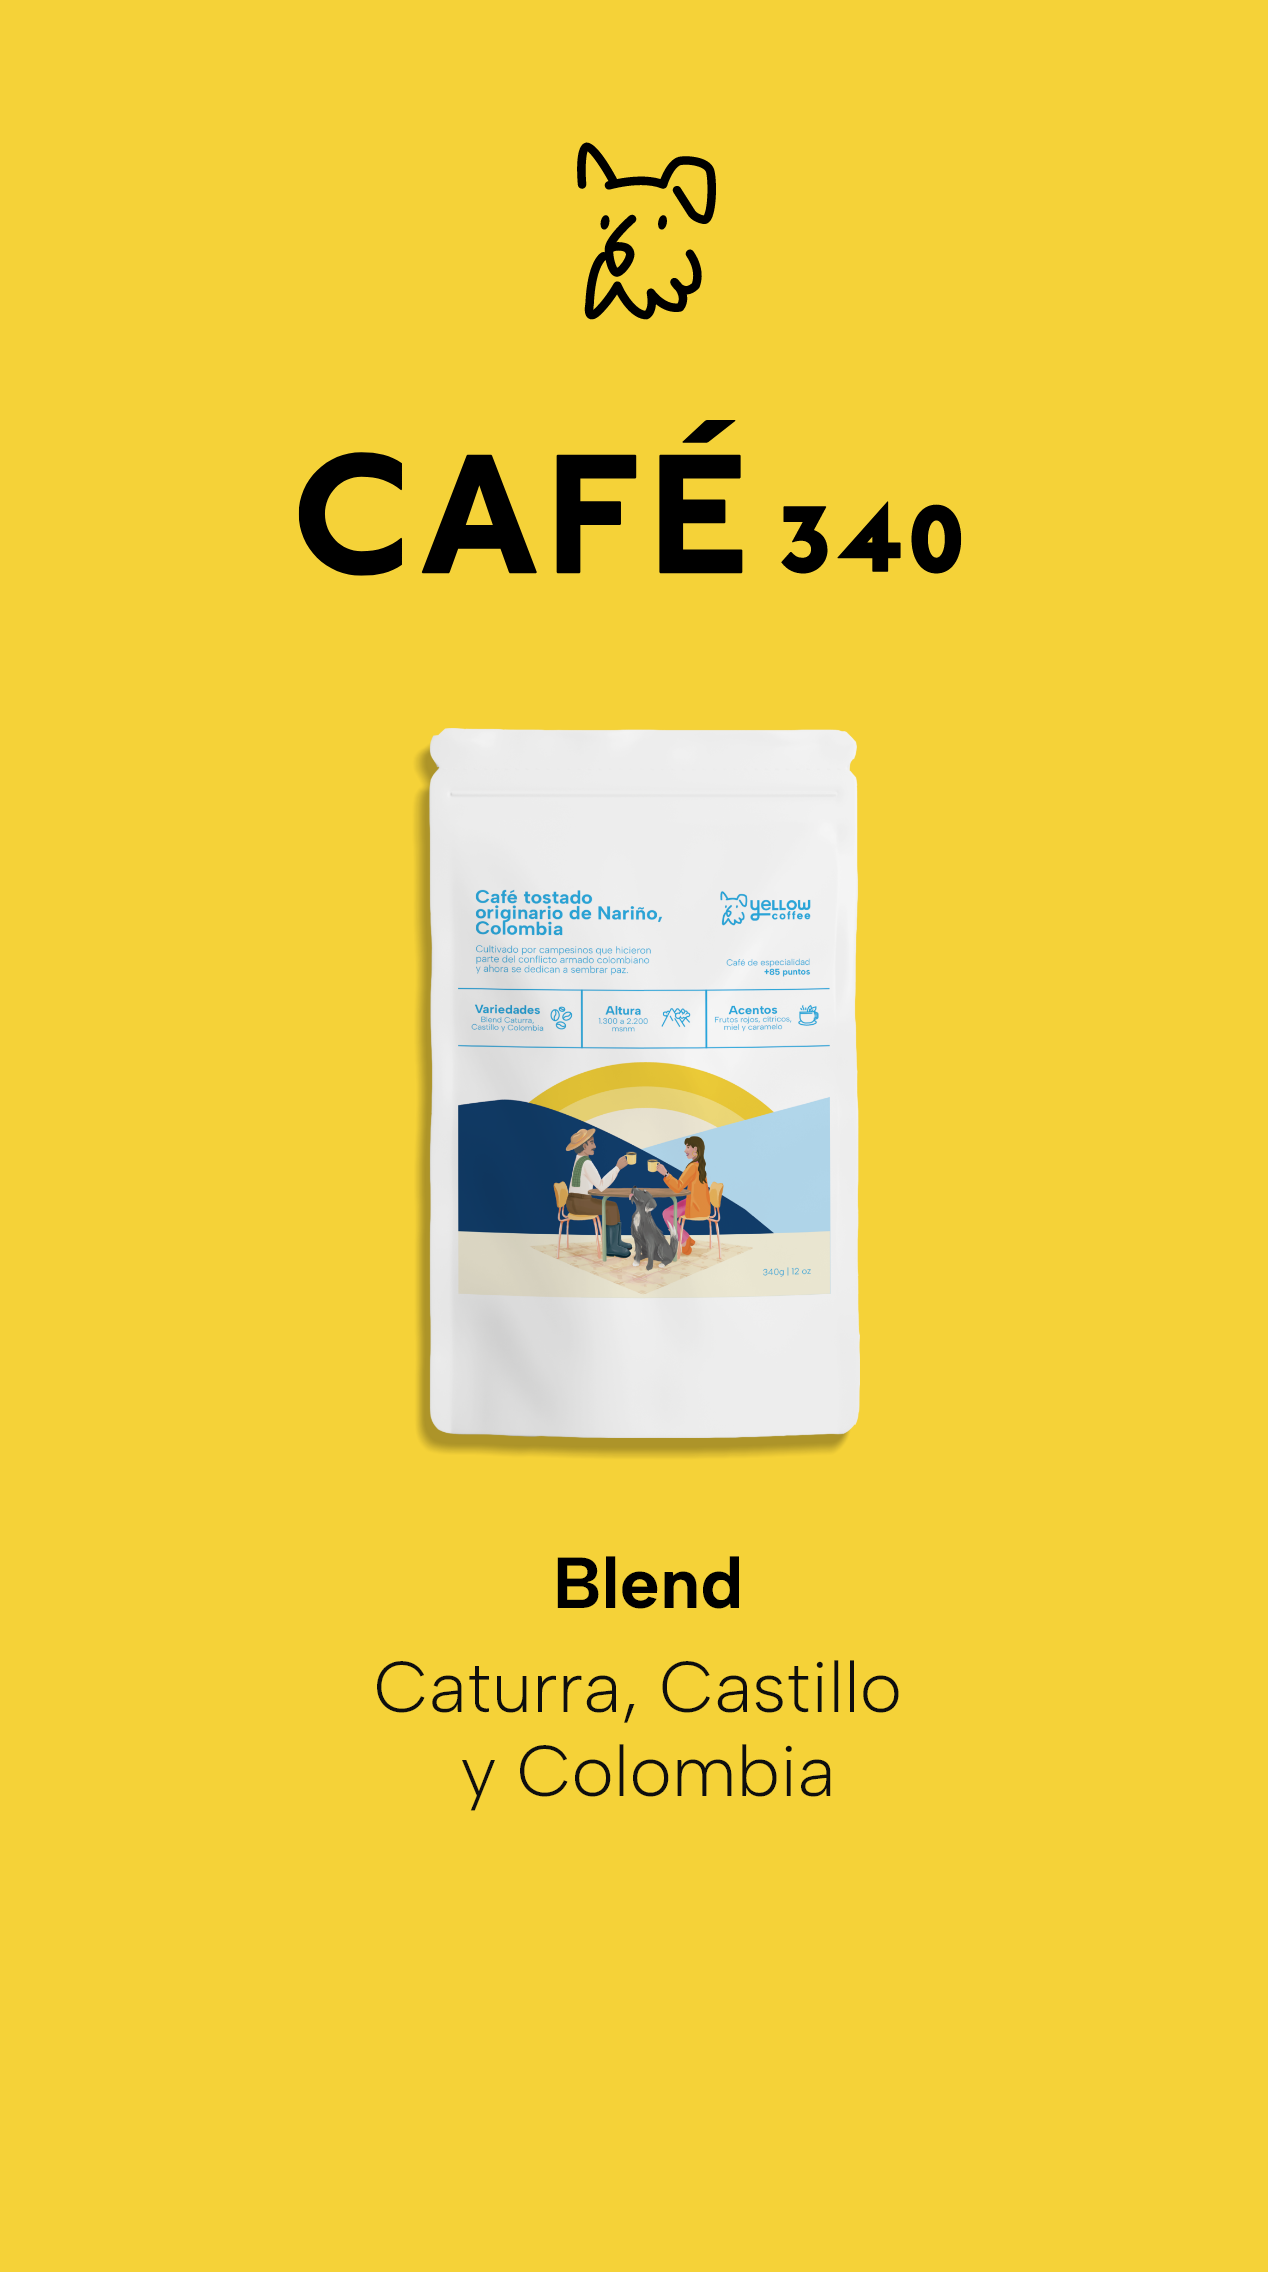 CAFÉ 340
Café tostado
originario de Nariño,
Colombia
yellow
coffee
Cultivado por campesinos que hicieron
parte del conflicto armado colombiano
y ahora se dedican a sembrar paz.
Café de especialidad
+85 puntos
Variedades
Blend Caturra,
Castillo y Colombia
Altura
1.300 a 2.200
msnm
Acentos
Frutos rojos, cítricos,
miel y caramelo
340g | 12 oz
Blend
Caturra, Castillo
y Colombia